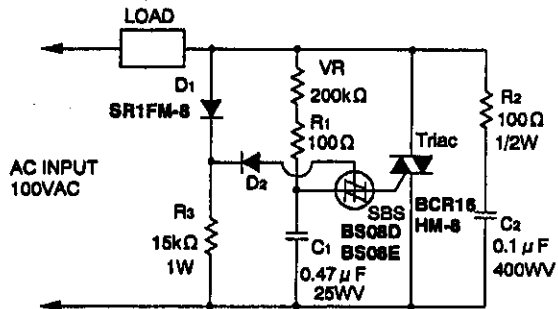 LOAD
D1
SR1FM-8
VR
200kΩ
R1
100Ω
R2
100Ω
1/2W
Triac
AC INPUT
100VAC
D2
R3
15kΩ
1W
SBS
BS08D
BS08E
BCR16
HM-8
C1
0.47μF
25WV
C2
0.1μF
400WV